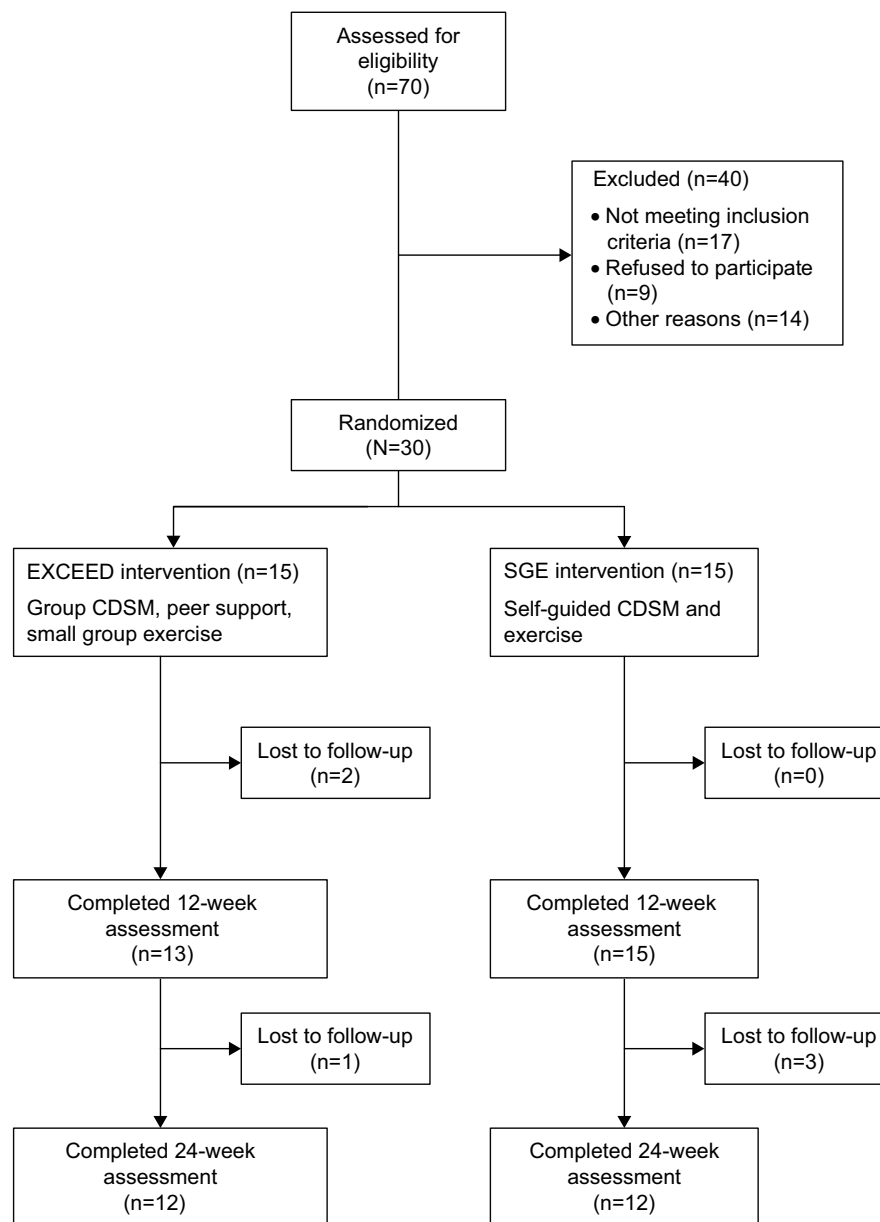 Assessed for
eligibility
(n=70)
Excluded (n=40)
• Not meeting inclusion
criteria (n=17)
• Refused to participate
(n=9)
• Other reasons (n=14)
Randomized
(N=30)
EXCEED intervention (n=15)
Group CDSM, peer support,
small group exercise
SGE intervention (n=15)
Self-guided CDSM and
exercise
Lost to follow-up
(n=2)
Lost to follow-up
(n=0)
Completed 12-week
assessment
(n=13)
Completed 12-week
assessment
(n=15)
Lost to follow-up
(n=1)
Lost to follow-up
(n=3)
Completed 24-week
assessment
(n=12)
Completed 24-week
assessment
(n=12)